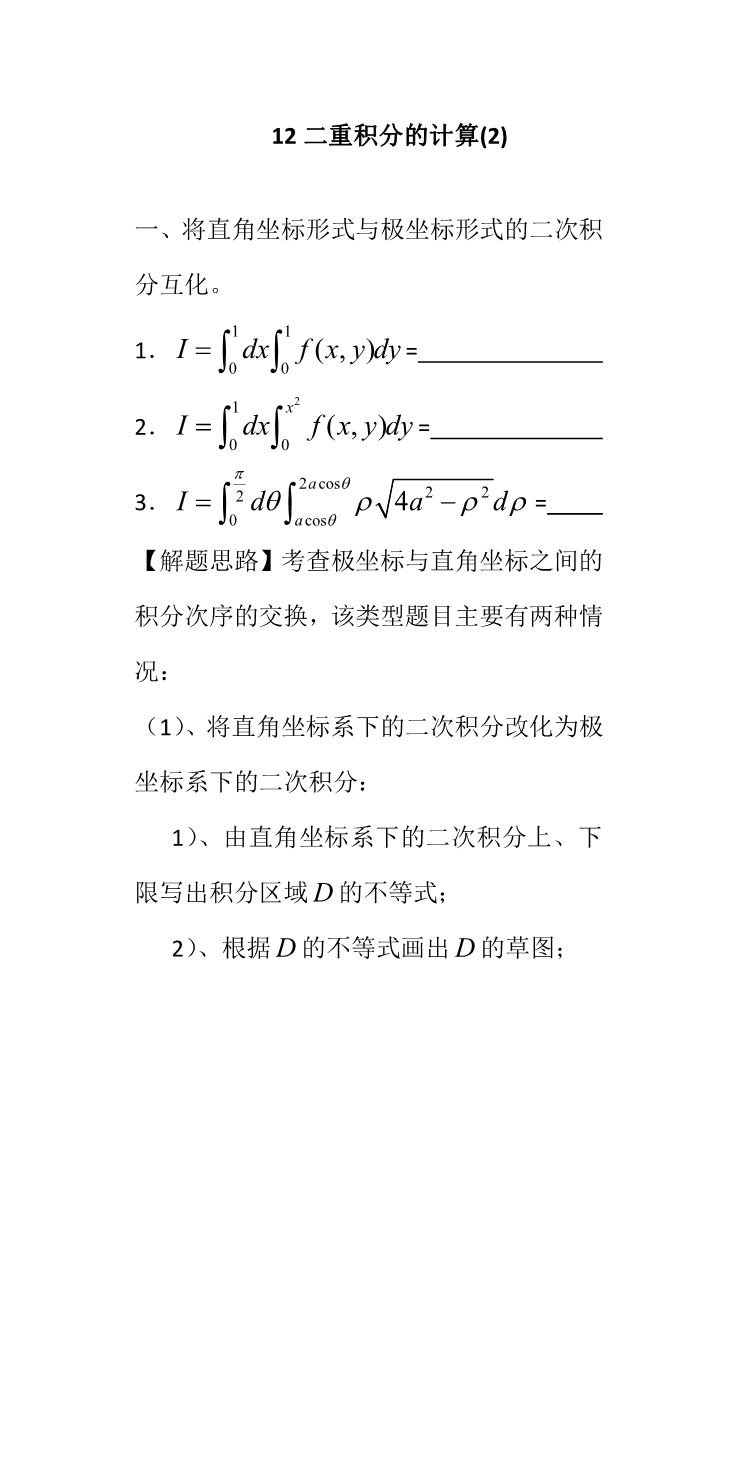 12 二重积分的计算(2)
一、将直角坐标形式与极坐标形式的二次积
分互化。
1. $I=\int_0^1 dx\int_0^1 f(x,y)dy$=______________
2. $I=\int_0^1 dx\int_0^{x^2} f(x,y)dy$=_____________
3. $I=\int_0^{\frac{\pi}{2}} d\theta\int_{a\cos\theta}^{2a\cos\theta} \rho\sqrt{4a^2-\rho^2}d\rho$ =____
【解题思路】考查极坐标与直角坐标之间的
积分次序的交换，该类型题目主要有两种情
况：
（1）、将直角坐标系下的二次积分改化为极
坐标系下的二次积分：
1）、由直角坐标系下的二次积分上、下
限写出积分区域 D 的不等式；
2）、根据 D 的不等式画出 D 的草图；